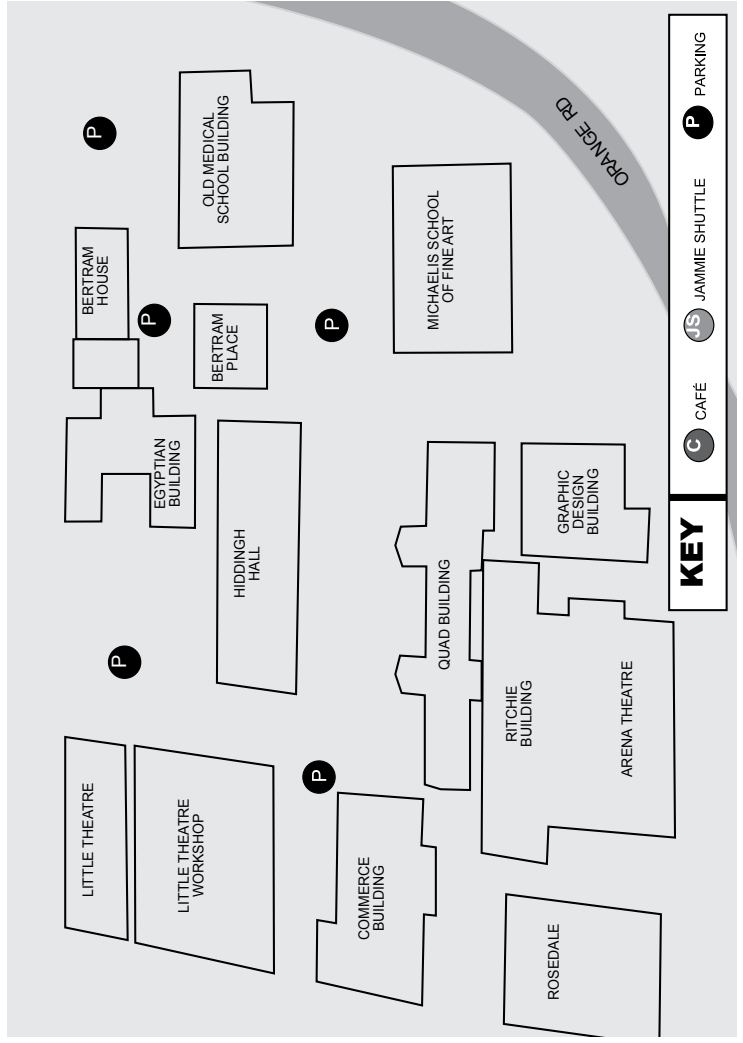 LITTLE THEATRE
BERTRAM
HOUSE
P
P
P
EGYPTIAN
BUILDING
LITTLE THEATRE
WORKSHOP
OLD MEDICAL
SCHOOL BUILDING
BERTRAM
PLACE
HIDDINGH
HALL
P
P
COMMERCE
BUILDING
QUAD BUILDING
MICHAELIS SCHOOL
OF FINE ART
RITCHIE
BUILDING
GRAPHIC
DESIGN
BUILDING
ORANGE RD
ROSEDALE
ARENA THEATRE
KEY
C CAFÉ
JS JAMMIE SHUTTLE
P PARKING